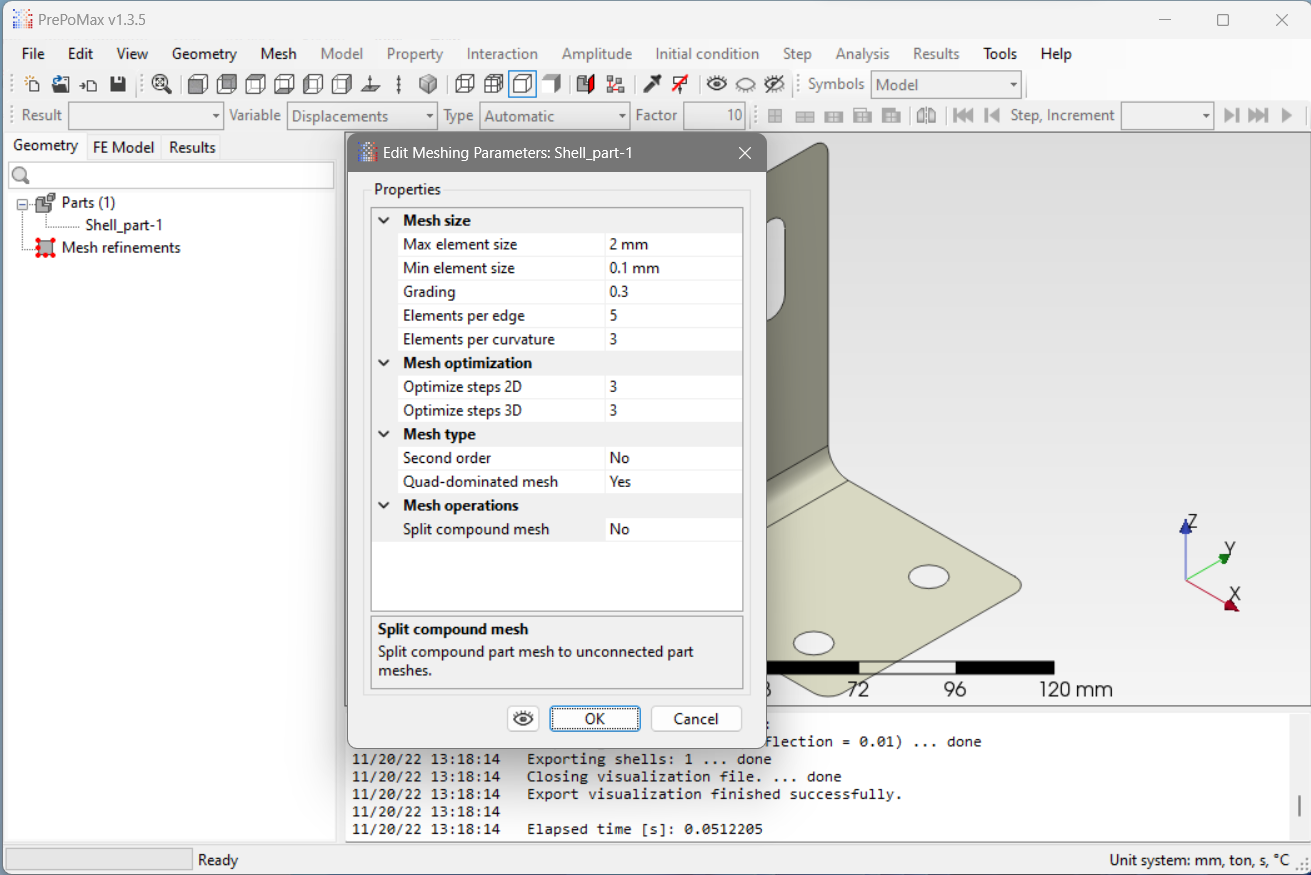 PrePoMax v1.3.5
File Edit View Geometry Mesh Model Property Interaction Amplitude Initial condition Step Analysis Results Tools Help
Symbols Model
Result Variable Displacements Type Automatic Factor 10 Step, Increment
Geometry FE Model Results
Parts (1)
Shell_part-1
Mesh refinements
Edit Meshing Parameters: Shell_part-1
Properties
Mesh size
Max element size 2 mm
Min element size 0.1 mm
Grading 0.3
Elements per edge 5
Elements per curvature 3
Mesh optimization
Optimize steps 2D 3
Optimize steps 3D 3
Mesh type
Second order No
Quad-dominated mesh Yes
Mesh operations
Split compound mesh No
Split compound mesh
Split compound part mesh to unconnected part
meshes.
OK Cancel
Z
Y
X
72 96 120 mm
flection = 0.01) ... done
11/20/22 13:18:14 Exporting shells: 1 ... done
11/20/22 13:18:14 Closing visualization file. ... done
11/20/22 13:18:14 Export visualization finished successfully.
11/20/22 13:18:14
11/20/22 13:18:14 Elapsed time [s]: 0.0512205
Ready Unit system: mm, ton, s, °C